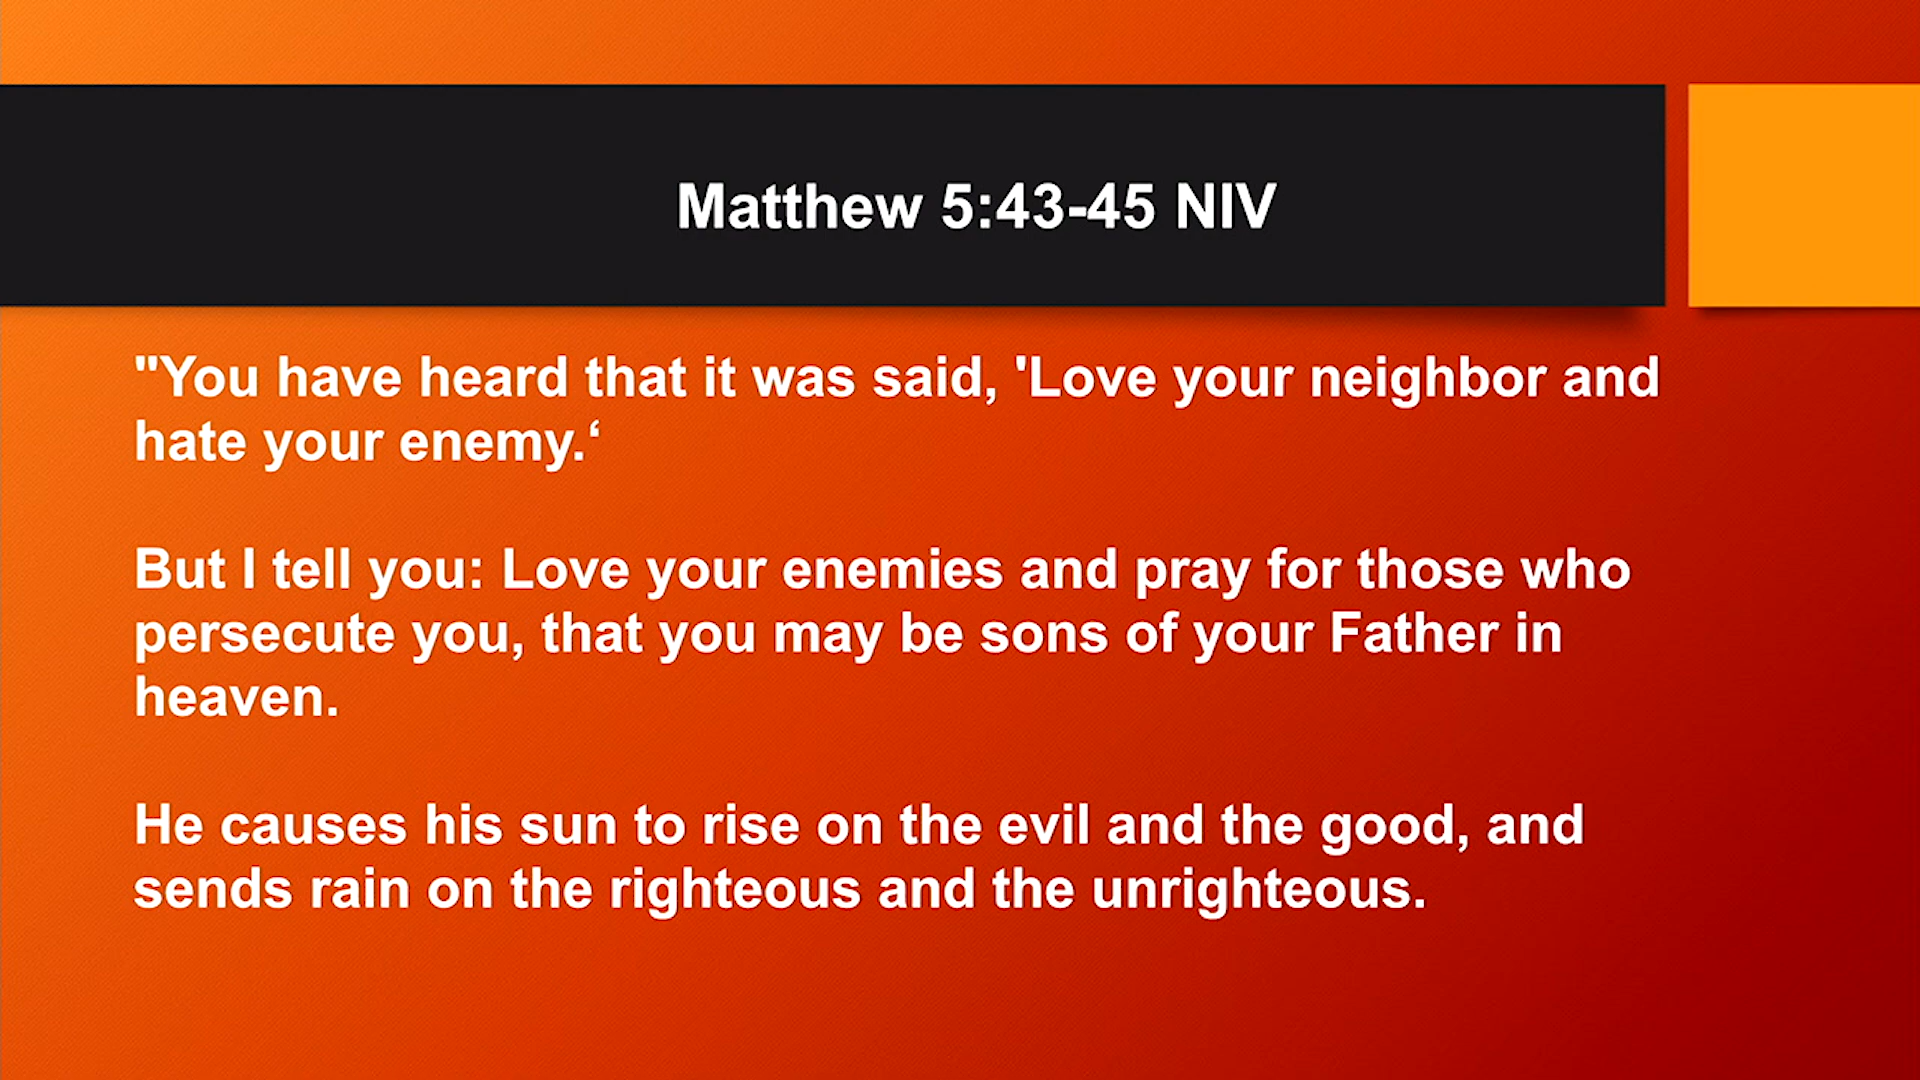 Matthew 5:43-45 NIV
"You have heard that it was said, 'Love your neighbor and
hate your enemy.‘
But I tell you: Love your enemies and pray for those who
persecute you, that you may be sons of your Father in
heaven.
He causes his sun to rise on the evil and the good, and
sends rain on the righteous and the unrighteous.